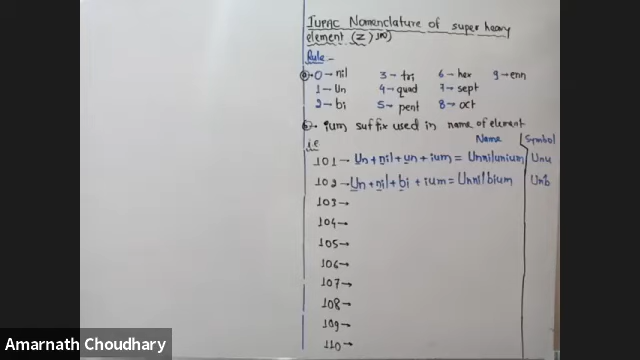 IUPAC Nomenclature of super heavy
element (Z > 100)
Rule:-
a → 0 → nil 3 → tri 6 → hex 9 → enn
1 → Un 4 → quad 7 → sept
2 → bi 5 → pent 8 → oct
b → ium suffix used in name of element
i.e Name Symbol
101 → Un + nil + un + ium = Unnilunium Unu
102 → Un + nil + bi + ium = Unnilbium Unb
103 →
104 →
105 →
106 →
107 →
108 →
109 →
110 →
Amarnath Choudhary